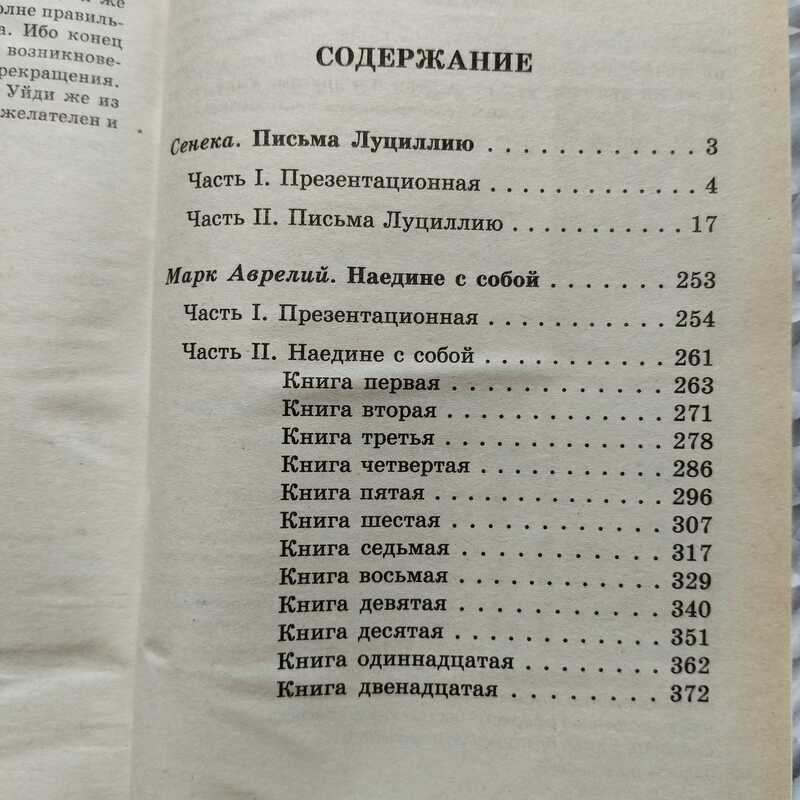 же
олне правиль-
а. Ибо конец
возникнове-
рекращения.
Уйди же из
желателен и
СОДЕРЖАНИЕ
Сенека. Письма Луциллию . . . . . . . . . . . . 3
Часть I. Презентационная . . . . . . . . . . . . 4
Часть II. Письма Луциллию . . . . . . . . . . . 17
Марк Аврелий. Наедине с собой . . . . . . . 253
Часть I. Презентационная . . . . . . . . . . . 254
Часть II. Наедине с собой . . . . . . . . . . . 261
Книга первая . . . . . . . . . . . . . 263
Книга вторая . . . . . . . . . . . . . 271
Книга третья . . . . . . . . . . . . . 278
Книга четвертая . . . . . . . . . . . 286
Книга пятая . . . . . . . . . . . . . . 296
Книга шестая . . . . . . . . . . . . . 307
Книга седьмая . . . . . . . . . . . . 317
Книга восьмая . . . . . . . . . . . . 329
Книга девятая . . . . . . . . . . . . 340
Книга десятая . . . . . . . . . . . . 351
Книга одиннадцатая . . . . . . . . 362
Книга двенадцатая . . . . . . . . . 372